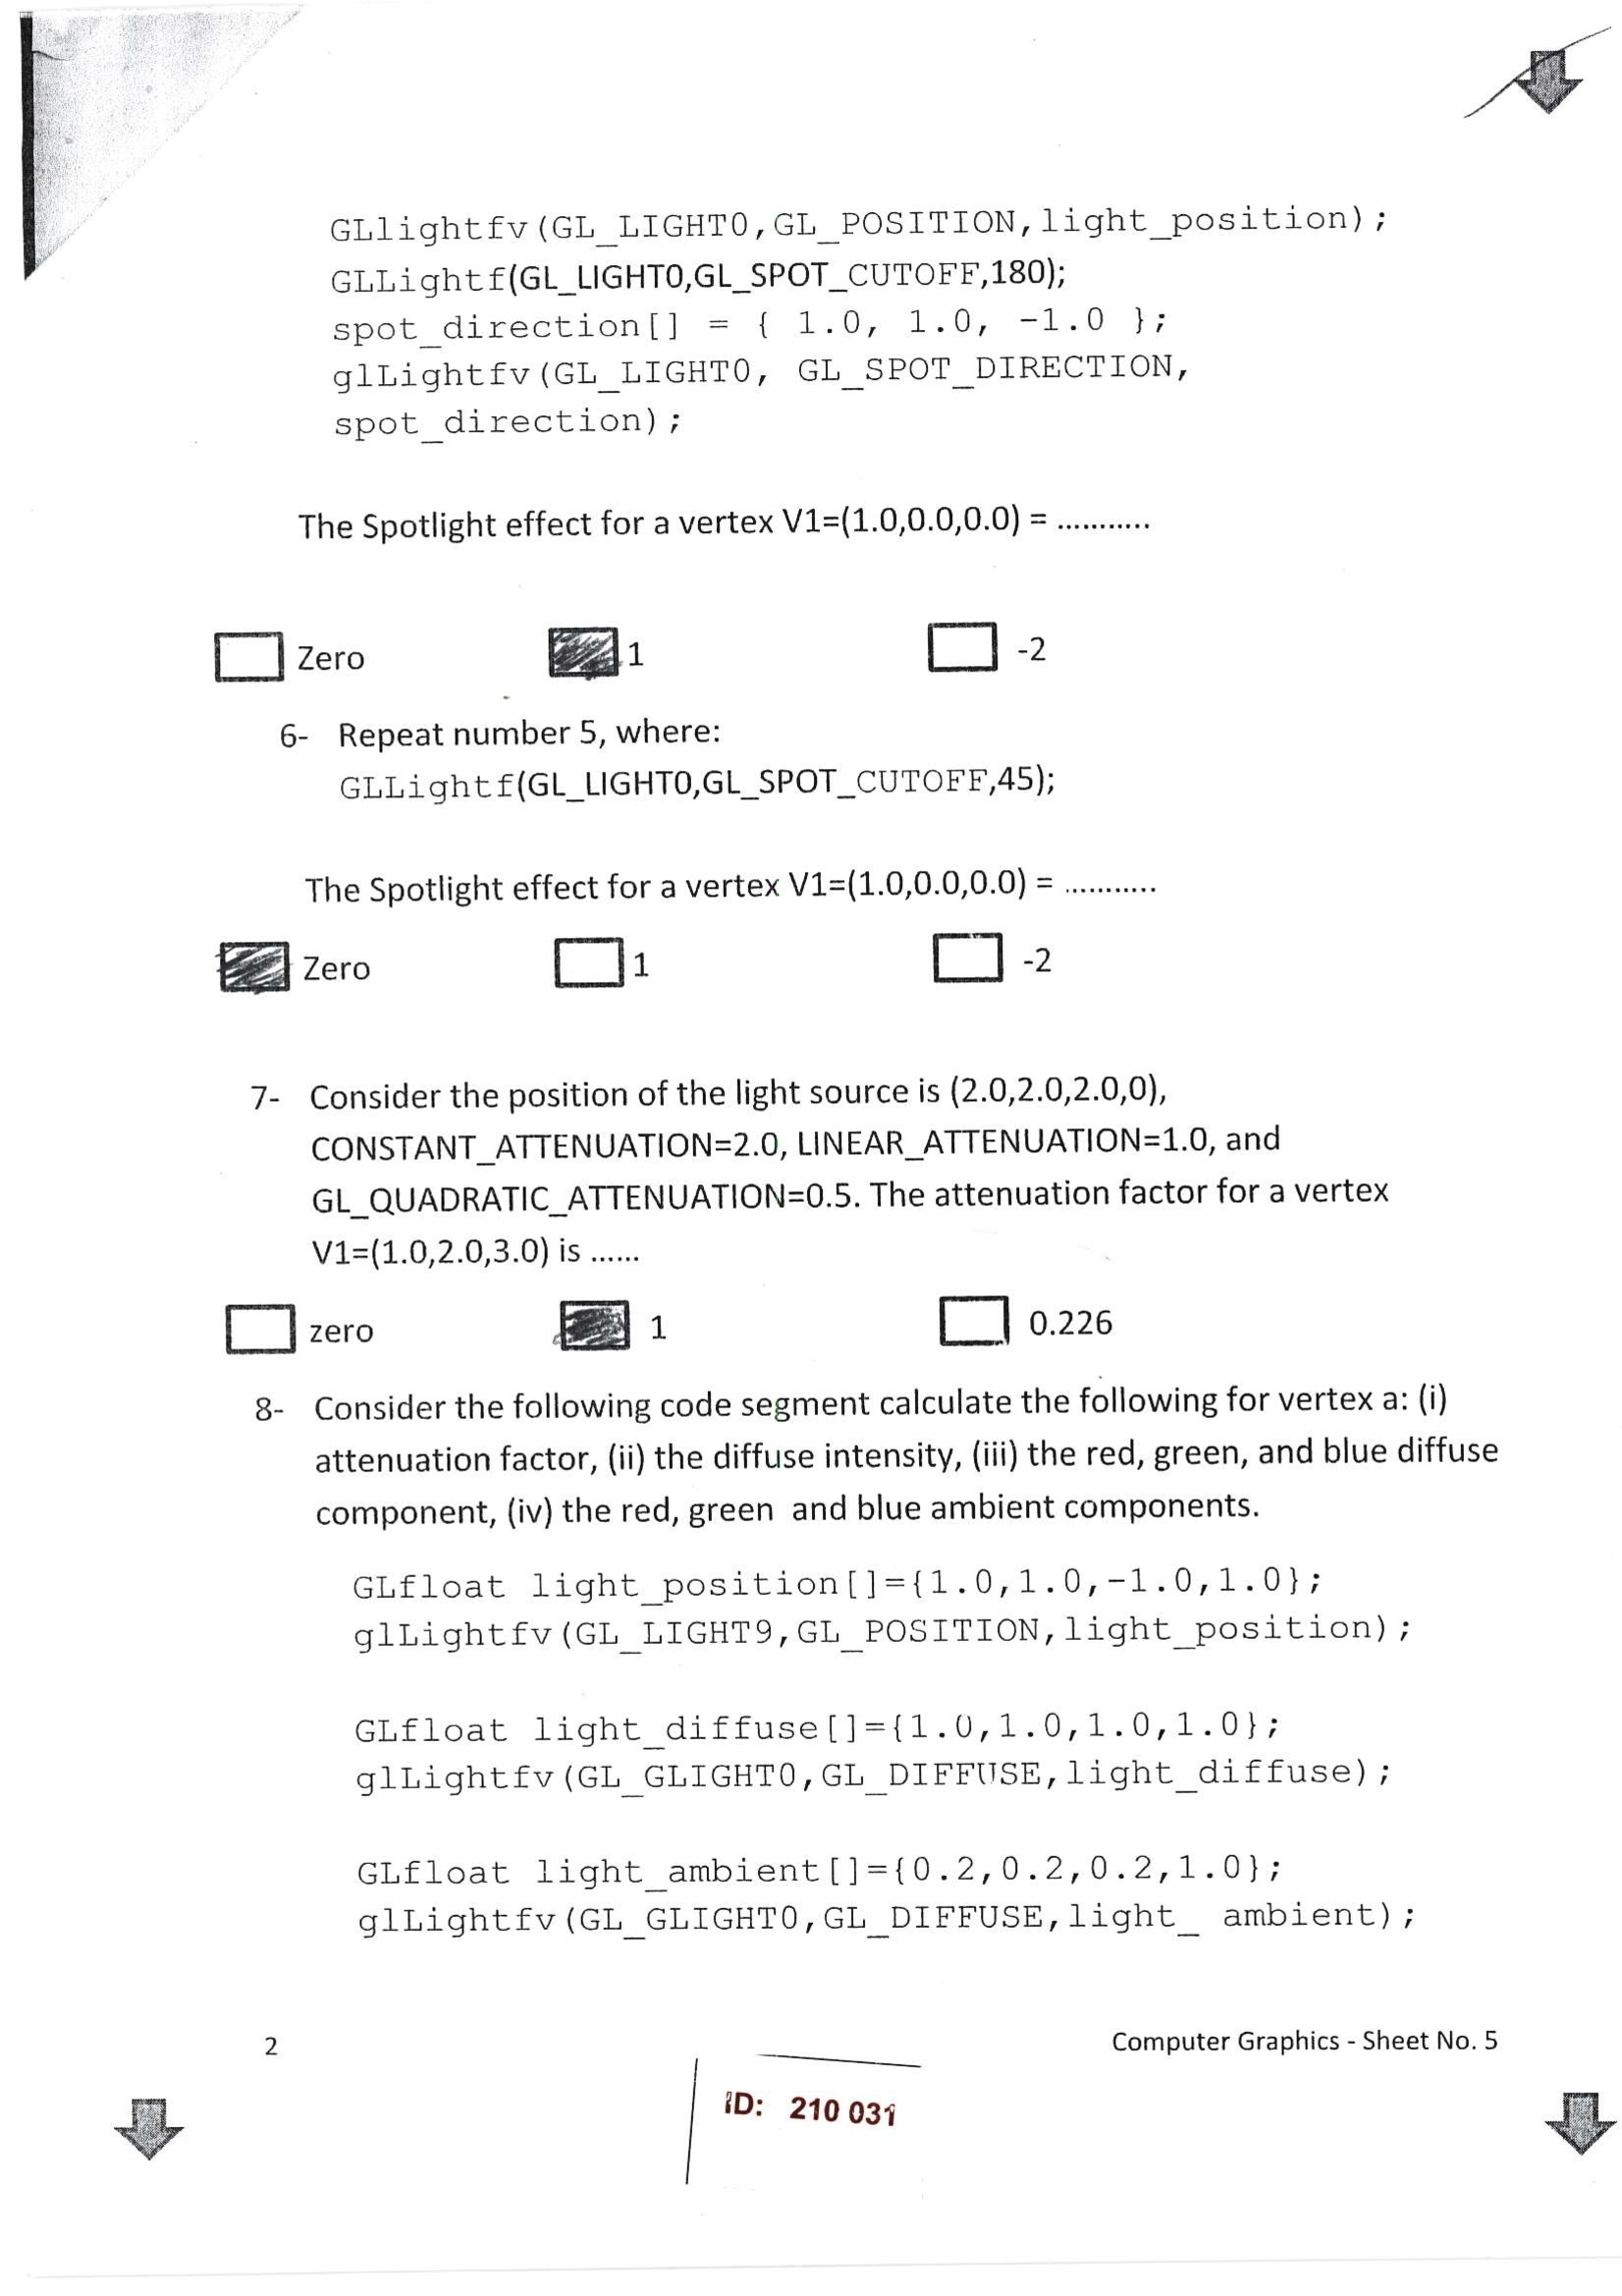 GLlightfv(GL_LIGHT0,GL_POSITION,light_position);
GLLightf(GL_LIGHT0,GL_SPOT_CUTOFF,180);
spot_direction[] = { 1.0, 1.0, -1.0 };
glLightfv(GL_LIGHT0, GL_SPOT_DIRECTION,
spot_direction);
The Spotlight effect for a vertex V1=(1.0,0.0,0.0) = ...........
Zero 1 -2
6- Repeat number 5, where:
GLLightf(GL_LIGHT0,GL_SPOT_CUTOFF,45);
The Spotlight effect for a vertex V1=(1.0,0.0,0.0) = ...........
Zero 1 -2
7- Consider the position of the light source is (2.0,2.0,2.0,0),
CONSTANT_ATTENUATION=2.0, LINEAR_ATTENUATION=1.0, and
GL_QUADRATIC_ATTENUATION=0.5. The attenuation factor for a vertex
V1=(1.0,2.0,3.0) is ......
zero 1 0.226
8- Consider the following code segment calculate the following for vertex a: (i)
attenuation factor, (ii) the diffuse intensity, (iii) the red, green, and blue diffuse
component, (iv) the red, green and blue ambient components.
GLfloat light_position[]={1.0,1.0,-1.0,1.0};
glLightfv(GL_LIGHT9,GL_POSITION,light_position);
GLfloat light_diffuse[]={1.0,1.0,1.0,1.0};
glLightfv(GL_GLIGHT0,GL_DIFFUSE,light_diffuse);
GLfloat light_ambient[]={0.2,0.2,0.2,1.0};
glLightfv(GL_GLIGHT0,GL_DIFFUSE,light_ ambient);
2 Computer Graphics - Sheet No. 5
ID: 210 031